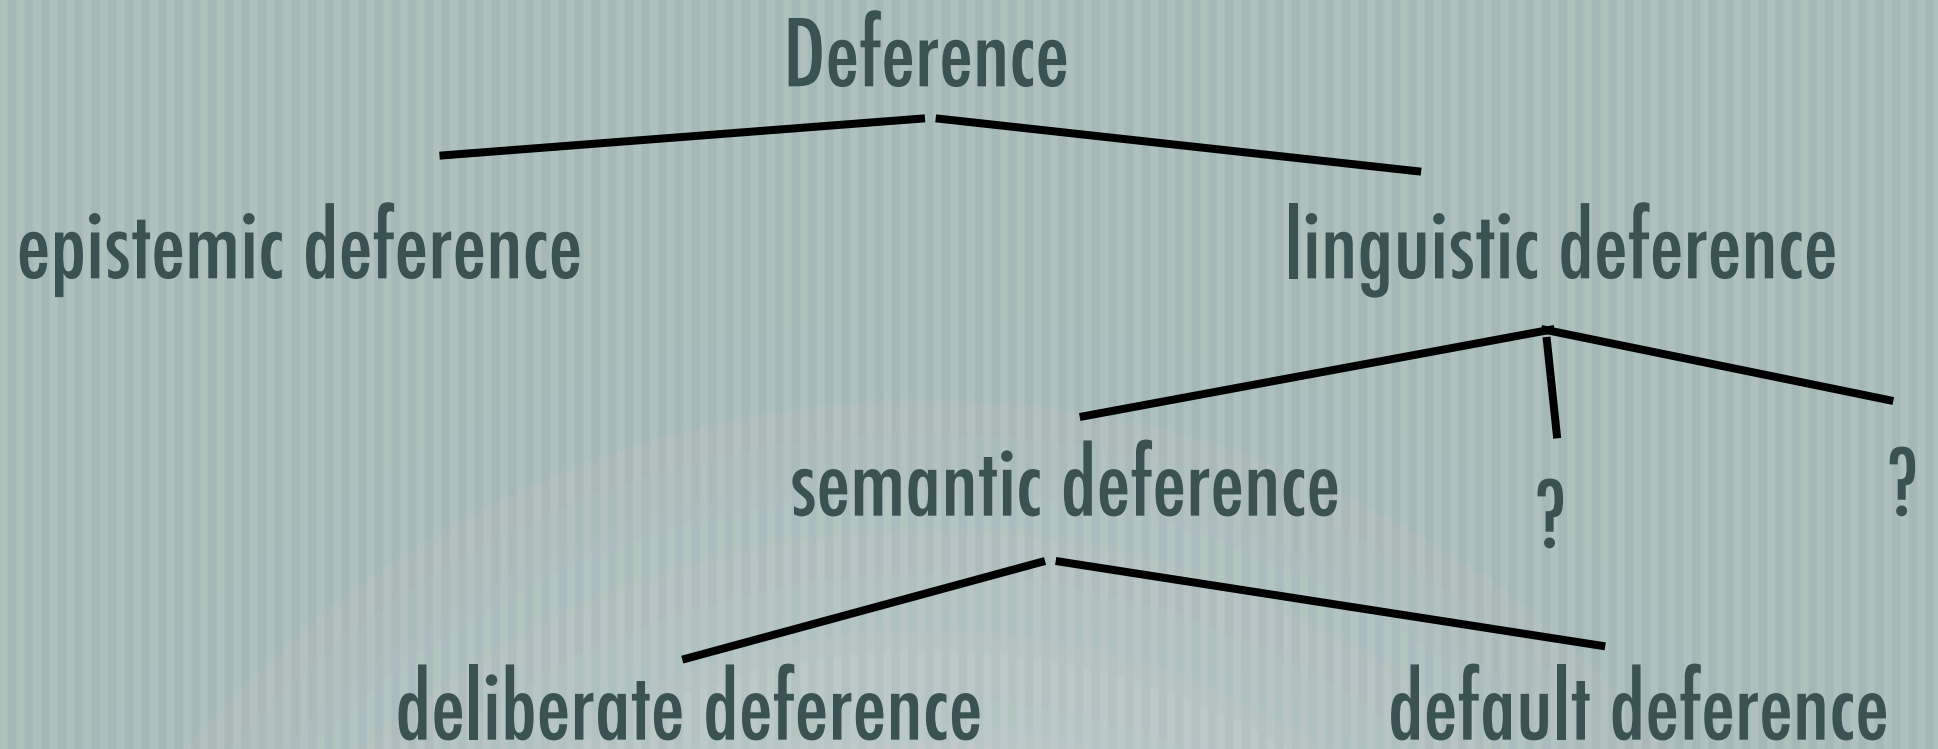 Deference
epistemic deference
linguistic deference
semantic deference
?
?
deliberate deference
default deference